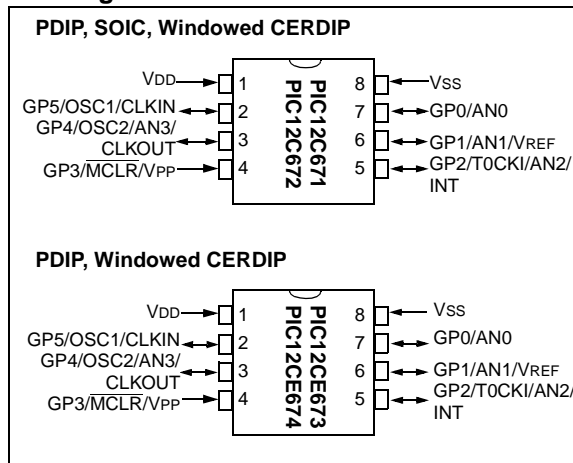 PDIP, SOIC, Windowed CERDIP
VDD
GP5/OSC1/CLKIN
GP4/OSC2/AN3/
CLKOUT
GP3/MCLR/VPP
1
2
3
4
PIC12C671
PIC12C672
8
7
6
5
VSS
GP0/AN0
GP1/AN1/VREF
GP2/T0CKI/AN2/
INT
PDIP, Windowed CERDIP
VDD
GP5/OSC1/CLKIN
GP4/OSC2/AN3/
CLKOUT
GP3/MCLR/VPP
1
2
3
4
PIC12CE673
PIC12CE674
8
7
6
5
VSS
GP0/AN0
GP1/AN1/VREF
GP2/T0CKI/AN2/
INT